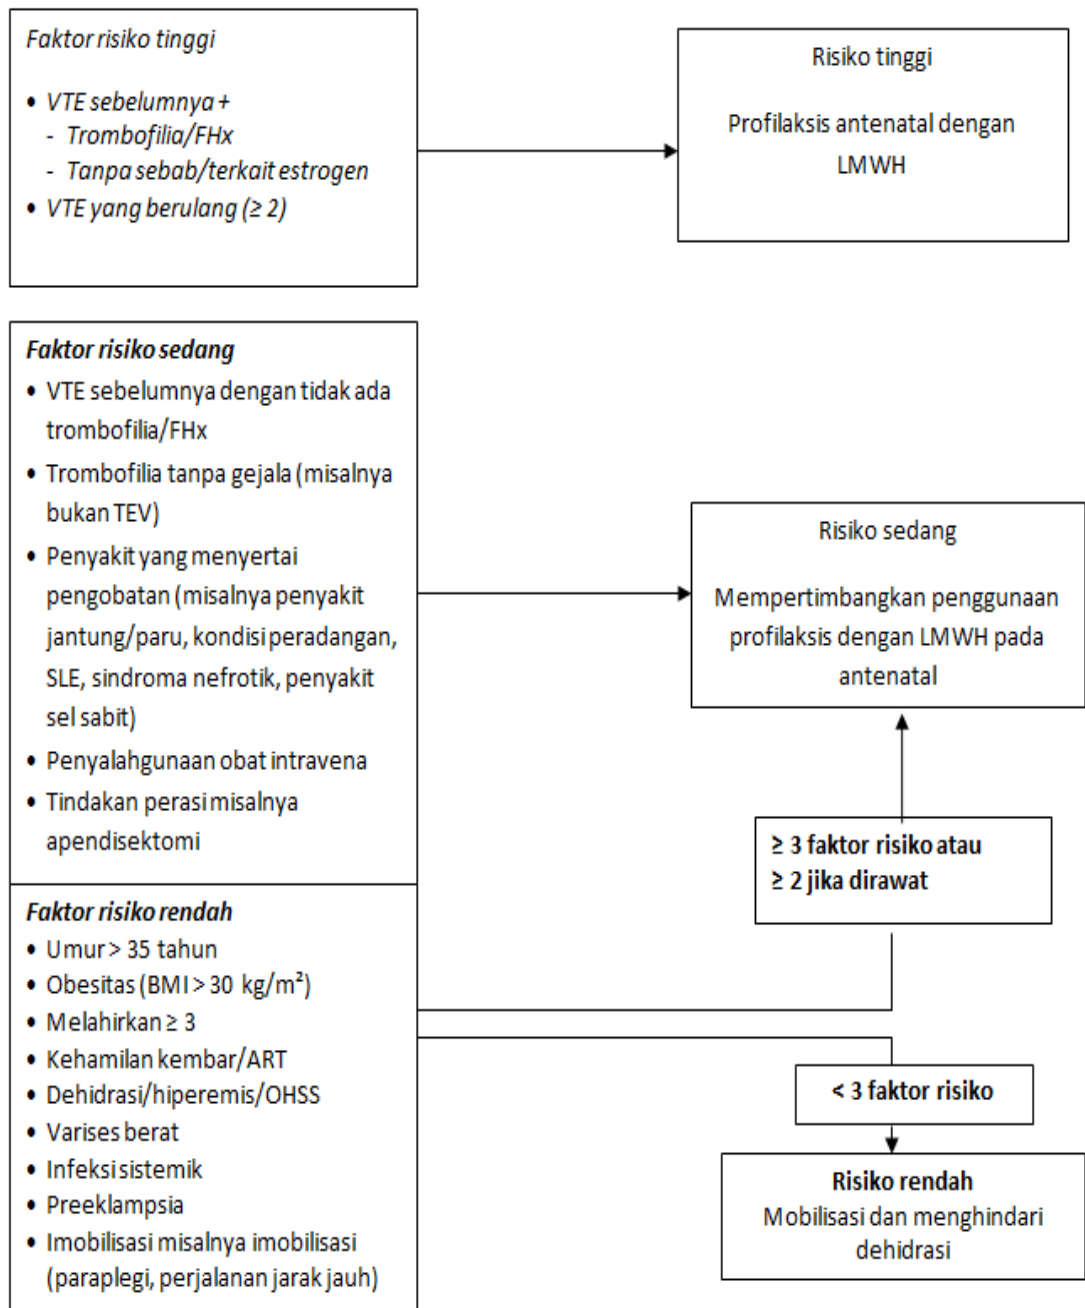 Faktor risiko tinggi
• VTE sebelumnya +
- Trombofilia/FHx
- Tanpa sebab/terkait estrogen
• VTE yang berulang (≥ 2)
Risiko tinggi
Profilaksis antenatal dengan
LMWH
Faktor risiko sedang
• VTE sebelumnya dengan tidak ada
trombofilia/FHx
• Trombofilia tanpa gejala (misalnya
bukan TEV)
• Penyakit yang menyertai
pengobatan (misalnya penyakit
jantung/paru, kondisi peradangan,
SLE, sindroma nefrotik, penyakit
sel sabit)
• Penyalahgunaan obat intravena
• Tindakan perasi misalnya
apendisektomi
Risiko sedang
Mempertimbangkan penggunaan
profilaksis dengan LMWH pada
antenatal
≥ 3 faktor risiko atau
≥ 2 jika dirawat
Faktor risiko rendah
• Umur > 35 tahun
• Obesitas (BMI > 30 kg/m²)
• Melahirkan ≥ 3
• Kehamilan kembar/ART
• Dehidrasi/hiperemis/OHSS
• Varises berat
• Infeksi sistemik
• Preeklampsia
• Imobilisasi misalnya imobilisasi
(paraplegi, perjalanan jarak jauh)
< 3 faktor risiko
Risiko rendah
Mobilisasi dan menghindari
dehidrasi